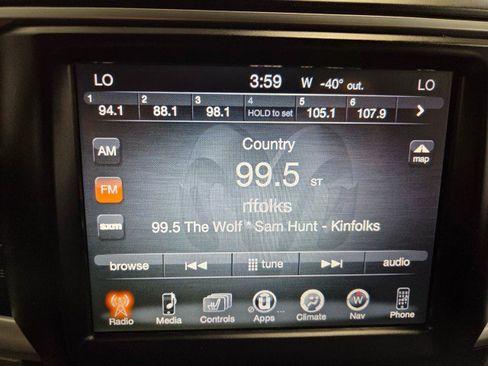 LO 3:59 W -40° out. LO
1 2 3 4 5 6
94.1 88.1 98.1 HOLD to set 105.1 107.9
AM Country map
99.5 ST
FM
rifolks
sxm 99.5 The Wolf * Sam Hunt - Kinfolks
browse tune audio
Radio Media Controls Apps Climate Nav Phone